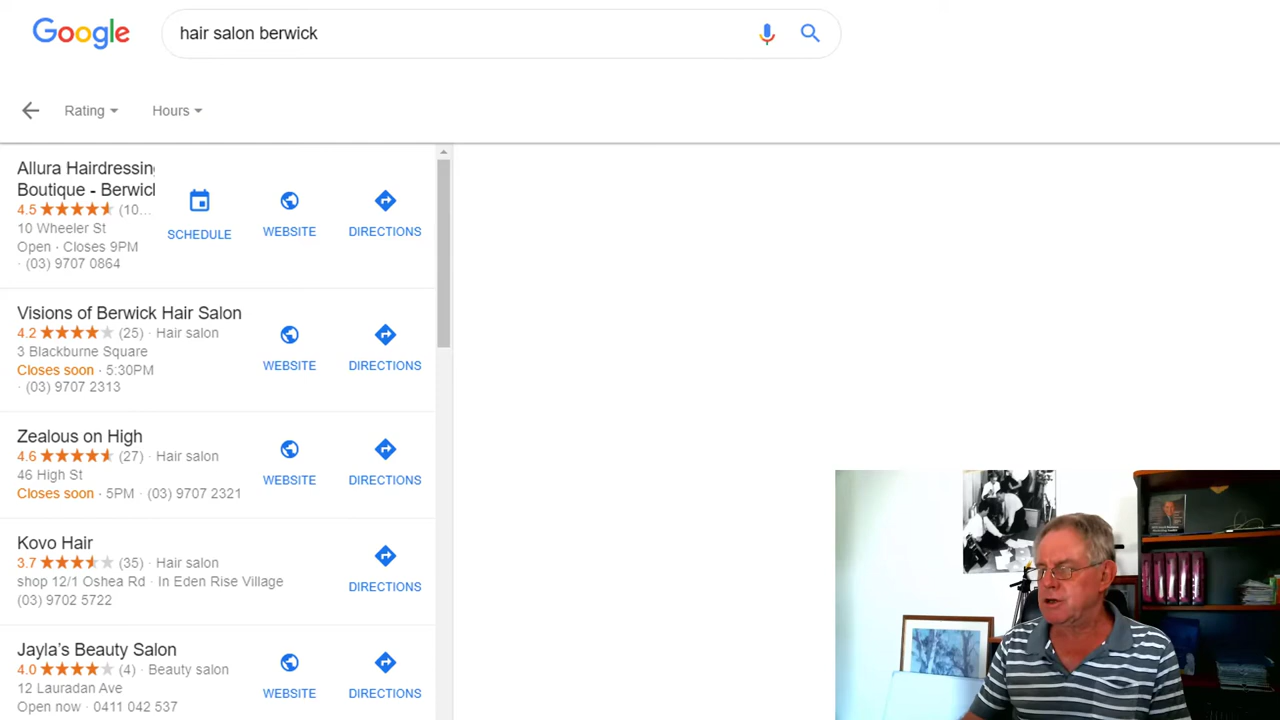 Google
hair salon berwick
Rating
Hours
Allura Hairdressing
Boutique - Berwick
4.5 (10...
10 Wheeler St
Open · Closes 9PM
· (03) 9707 0864
SCHEDULE
WEBSITE
DIRECTIONS
Visions of Berwick Hair Salon
4.2 (25) · Hair salon
3 Blackburne Square
Closes soon · 5:30PM
· (03) 9707 2313
WEBSITE
DIRECTIONS
Zealous on High
4.6 (27) · Hair salon
46 High St
Closes soon · 5PM · (03) 9707 2321
WEBSITE
DIRECTIONS
Kovo Hair
3.7 (35) · Hair salon
shop 12/1 Oshea Rd · In Eden Rise Village
(03) 9702 5722
DIRECTIONS
Jayla's Beauty Salon
4.0 (4) · Beauty salon
12 Lauradan Ave
Open now · 0411 042 537
WEBSITE
DIRECTIONS